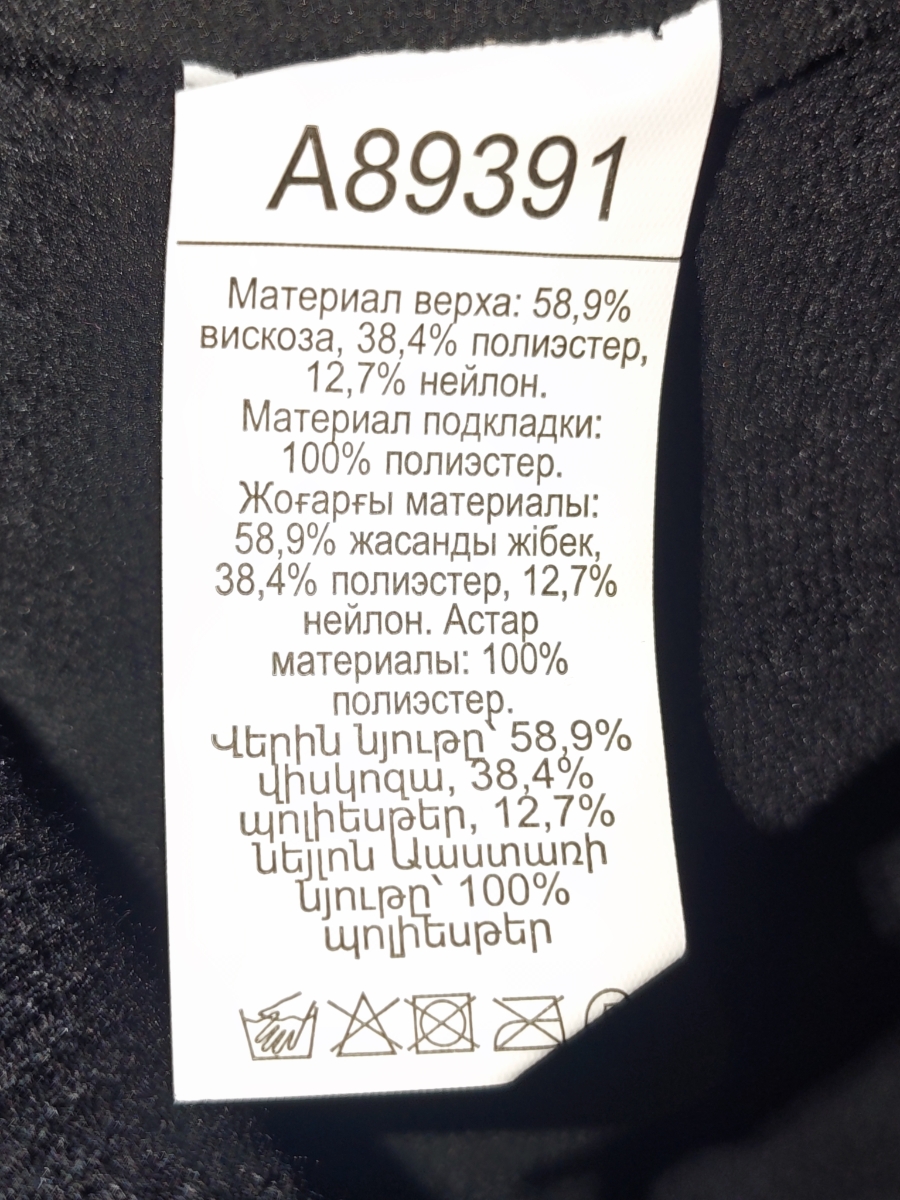 A89391
Материал верха: 58,9%
вискоза, 38,4% полиэстер,
12,7% нейлон.
Материал подкладки:
100% полиэстер.
Жоғарғы материалы:
58,9% жасанды жібек,
38,4% полиэстер, 12,7%
нейлон. Астар
материалы: 100%
полиэстер.
Վերին նյութը՝ 58,9%
վիսկոզա, 38,4%
պոլիեսթեր, 12,7%
նեյլոն Աաստառի
նյութը՝ 100%
պոլիեսթեր